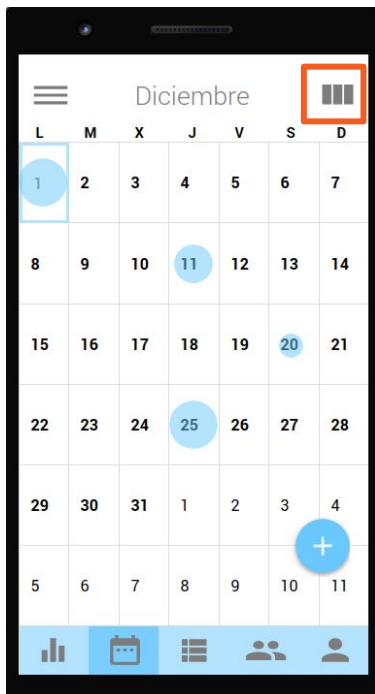 Diciembre
L M X J V S D
1 2 3 4 5 6 7
8 9 10 11 12 13 14
15 16 17 18 19 20 21
22 23 24 25 26 27 28
29 30 31 1 2 3 4
+
5 6 7 8 9 10 11